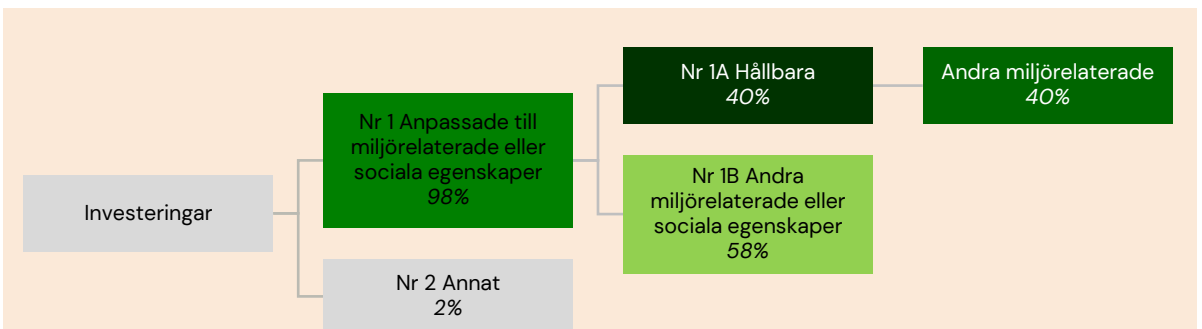 Investeringar
Nr 1 Anpassade till
miljörelaterade eller
sociala egenskaper
98%
Nr 2 Annat
2%
Nr 1A Hållbara
40%
Nr 1B Andra
miljörelaterade eller
sociala egenskaper
58%
Andra miljörelaterade
40%